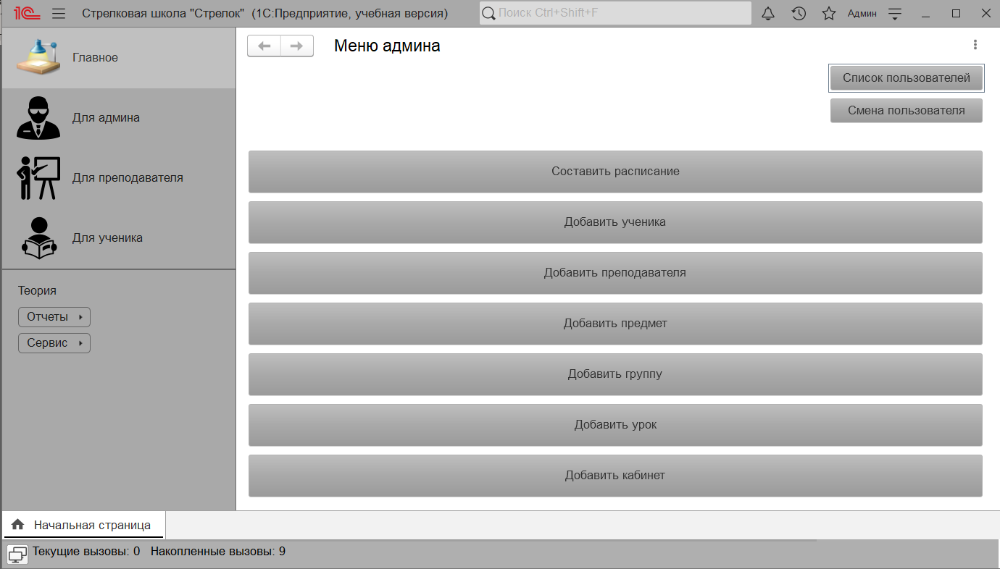 1С Стрелковая школа "Стрелок" (1С:Предприятие, учебная версия) Поиск Ctrl+Shift+F Админ
Главное
Для админа
Для преподавателя
Для ученика
Теория
Отчеты
Сервис
Меню админа
Список пользователей
Смена пользователя
Составить расписание
Добавить ученика
Добавить преподавателя
Добавить предмет
Добавить группу
Добавить урок
Добавить кабинет
Начальная страница
Текущие вызовы: 0 Накопленные вызовы: 9